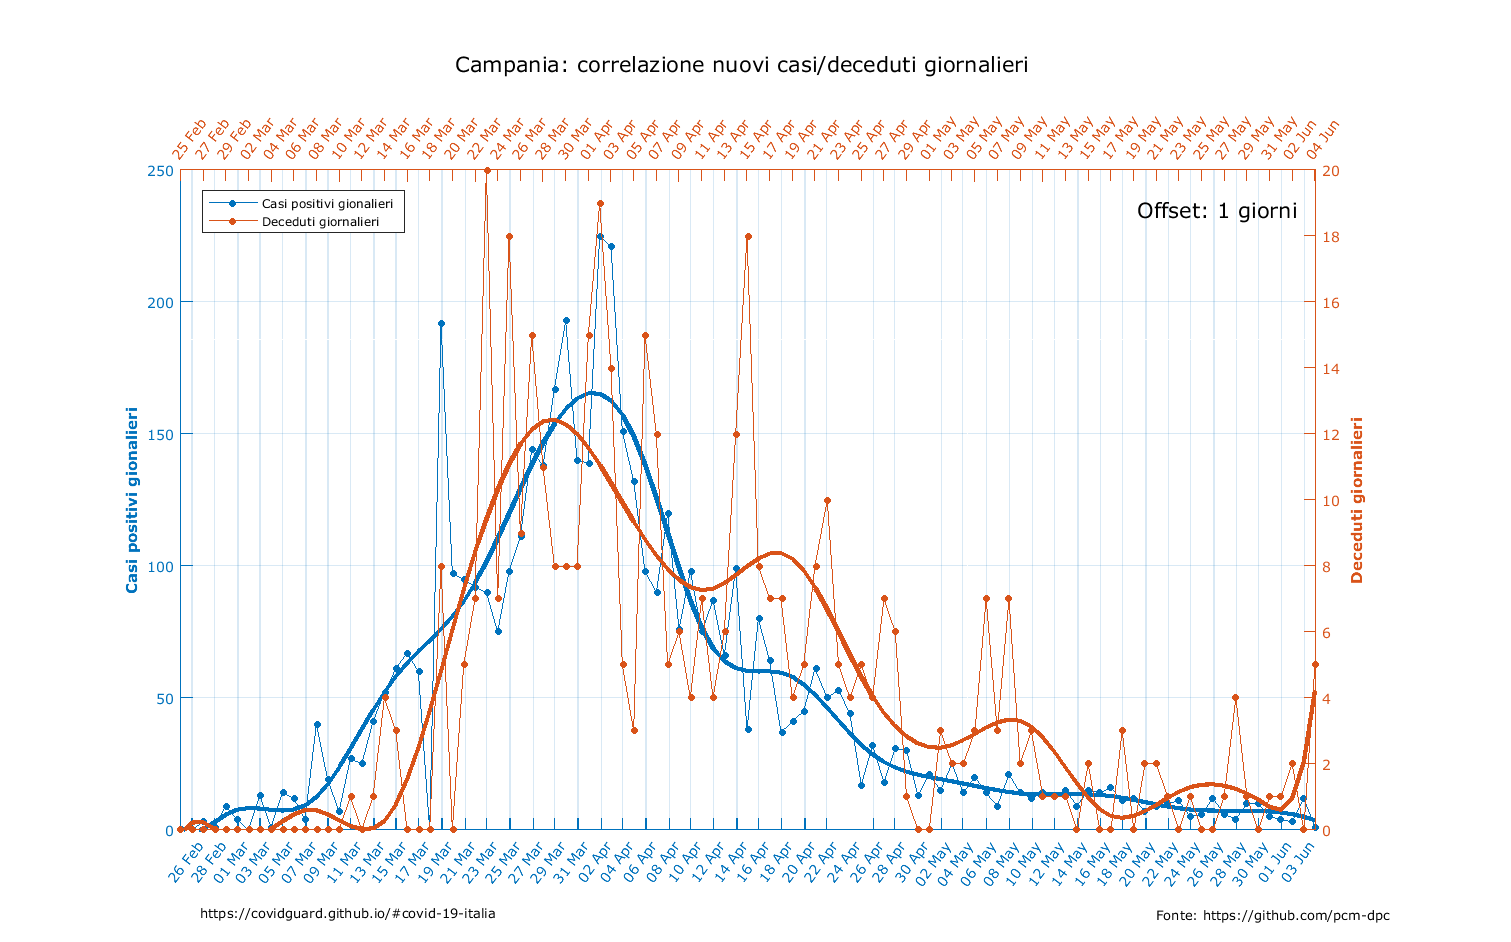 Campania: correlazione nuovi casi/deceduti giornalieri
25 Feb 27 Feb 29 Feb 02 Mar 04 Mar 06 Mar 08 Mar 10 Mar 12 Mar 14 Mar 16 Mar 18 Mar 20 Mar 22 Mar 24 Mar 26 Mar 28 Mar 30 Mar 01 Apr 03 Apr 05 Apr 07 Apr 09 Apr 11 Apr 13 Apr 15 Apr 17 Apr 19 Apr 21 Apr 23 Apr 25 Apr 27 Apr 29 Apr 01 May 03 May 05 May 07 May 09 May 11 May 13 May 15 May 17 May 19 May 21 May 23 May 25 May 27 May 29 May 31 May 02 Jun 04 Jun
Casi positivi gionalieri
Deceduti giornalieri
Offset: 1 giorni
250
200
150
100
50
0
Casi positivi gionalieri
20
18
16
14
12
10
8
6
4
2
0
Deceduti giornalieri
26 Feb 28 Feb 01 Mar 03 Mar 05 Mar 07 Mar 09 Mar 11 Mar 13 Mar 15 Mar 17 Mar 19 Mar 21 Mar 23 Mar 25 Mar 27 Mar 29 Mar 31 Mar 02 Apr 04 Apr 06 Apr 08 Apr 10 Apr 12 Apr 14 Apr 16 Apr 18 Apr 20 Apr 22 Apr 24 Apr 26 Apr 28 Apr 30 Apr 02 May 04 May 06 May 08 May 10 May 12 May 14 May 16 May 18 May 20 May 22 May 24 May 26 May 28 May 30 May 01 Jun 03 Jun
https://covidguard.github.io/#covid-19-italia
Fonte: https://github.com/pcm-dpc